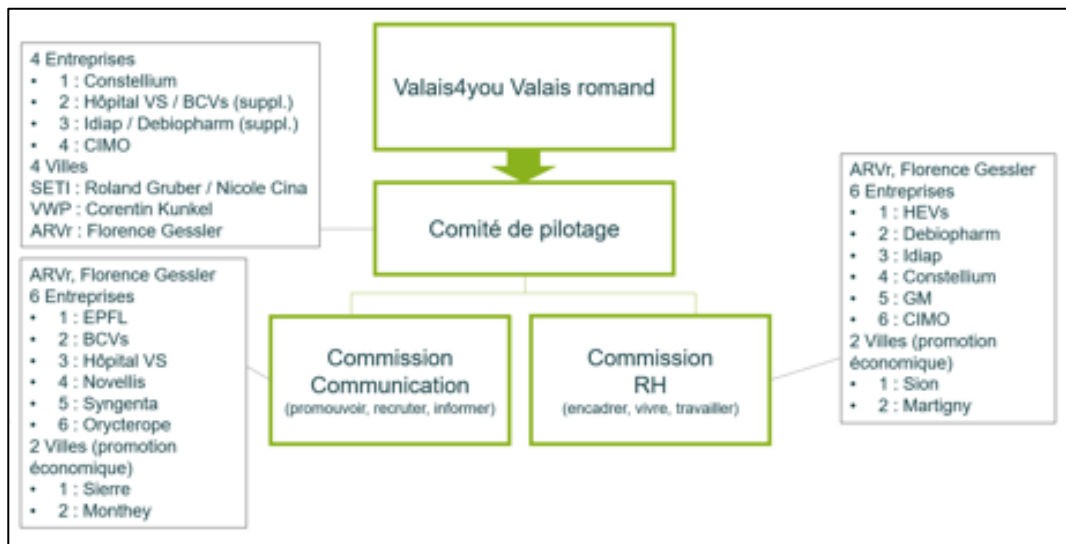 Valais4you Valais romand
4 Entreprises
• 1 : Constellium
• 2 : Hôpital VS / BCVs (suppl.)
• 3 : Idiap / Debiopharm (suppl.)
• 4 : CIMO
4 Villes
SETI : Roland Gruber / Nicole Cina
VWP : Corentin Kunkel
ARVr : Florence Gessler
Comité de pilotage
ARVr, Florence Gessler
6 Entreprises
• 1 : EPFL
• 2 : BCVs
• 3 : Hôpital VS
• 4 : Novellis
• 5 : Syngenta
• 6 : Orycterope
2 Villes (promotion
économique)
• 1 : Sierre
• 2 : Monthey
Commission
Communication
(promouvoir, recruter, informer)
Commission
RH
(encadrer, vivre, travailler)
ARVr, Florence Gessler
6 Entreprises
• 1 : HEVs
• 2 : Debiopharm
• 3 : Idiap
• 4 : Constellium
• 5 : GM
• 6 : CIMO
2 Villes (promotion
économique)
• 1 : Sion
• 2 : Martigny